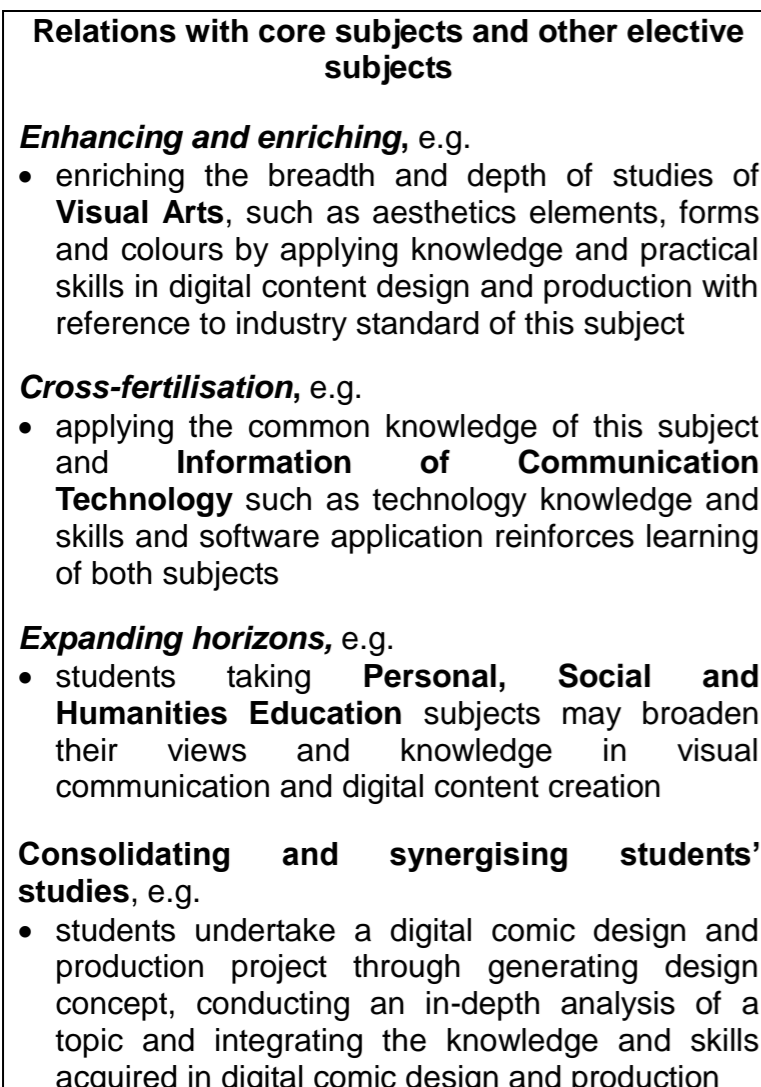 Relations with core subjects and other elective
subjects
Enhancing and enriching, e.g.
• enriching the breadth and depth of studies of
Visual Arts, such as aesthetics elements, forms
and colours by applying knowledge and practical
skills in digital content design and production with
reference to industry standard of this subject
Cross-fertilisation, e.g.
• applying the common knowledge of this subject
and Information of Communication
Technology such as technology knowledge and
skills and software application reinforces learning
of both subjects
Expanding horizons, e.g.
• students taking Personal, Social and
Humanities Education subjects may broaden
their views and knowledge in visual
communication and digital content creation
Consolidating and synergising students’
studies, e.g.
• students undertake a digital comic design and
production project through generating design
concept, conducting an in-depth analysis of a
topic and integrating the knowledge and skills
acquired in digital comic design and production